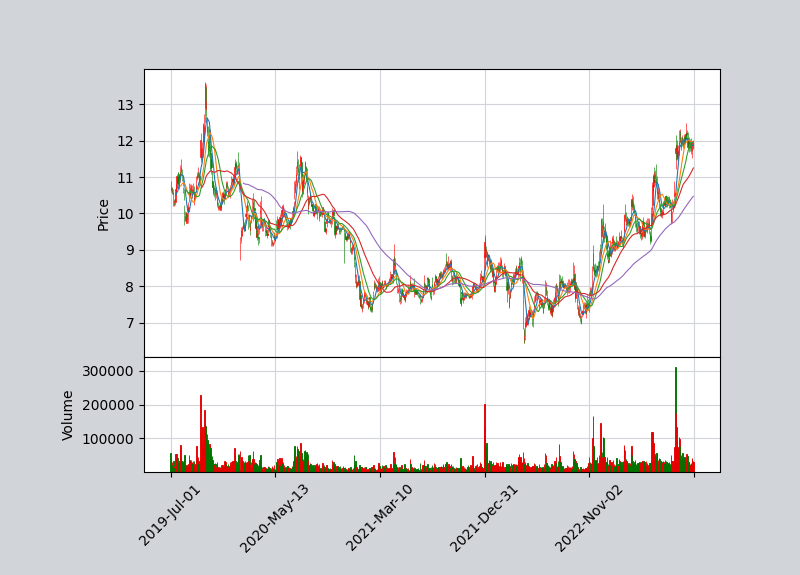 13
12
11
10
9
8
7
Price
300000
200000
100000
Volume
2019-Jul-01
2020-May-13
2021-Mar-10
2021-Dec-31
2022-Nov-02